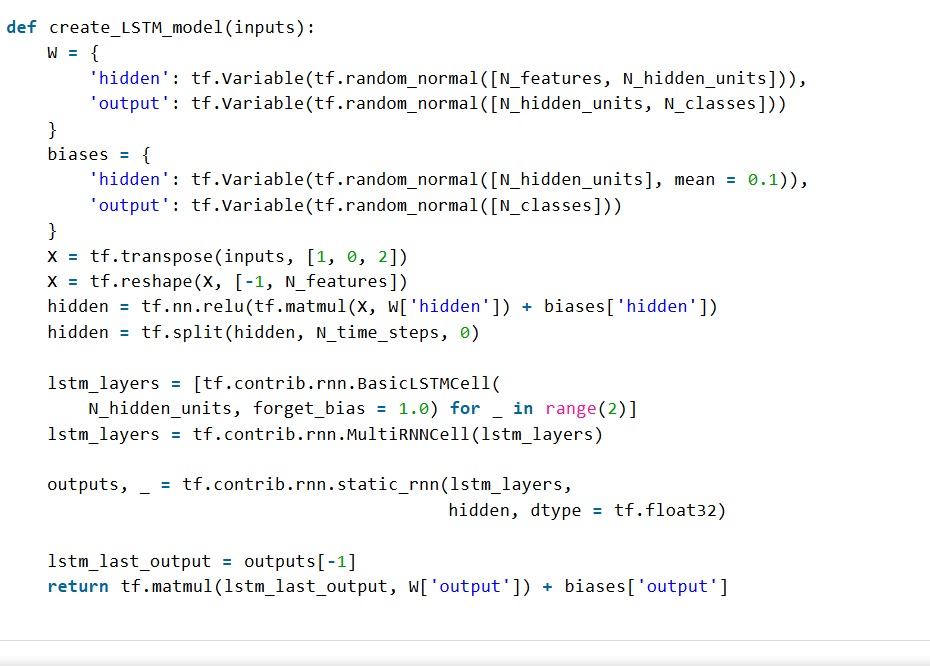 def create_LSTM_model(inputs):
    W = {
        'hidden': tf.Variable(tf.random_normal([N_features, N_hidden_units])),
        'output': tf.Variable(tf.random_normal([N_hidden_units, N_classes]))
    }
    biases = {
        'hidden': tf.Variable(tf.random_normal([N_hidden_units], mean = 0.1)),
        'output': tf.Variable(tf.random_normal([N_classes]))
    }
    X = tf.transpose(inputs, [1, 0, 2])
    X = tf.reshape(X, [-1, N_features])
    hidden = tf.nn.relu(tf.matmul(X, W['hidden']) + biases['hidden'])
    hidden = tf.split(hidden, N_time_steps, 0)

    lstm_layers = [tf.contrib.rnn.BasicLSTMCell(
        N_hidden_units, forget_bias = 1.0) for _ in range(2)]
    lstm_layers = tf.contrib.rnn.MultiRNNCell(lstm_layers)

    outputs, _ = tf.contrib.rnn.static_rnn(lstm_layers,
                                           hidden, dtype = tf.float32)

    lstm_last_output = outputs[-1]
    return tf.matmul(lstm_last_output, W['output']) + biases['output']